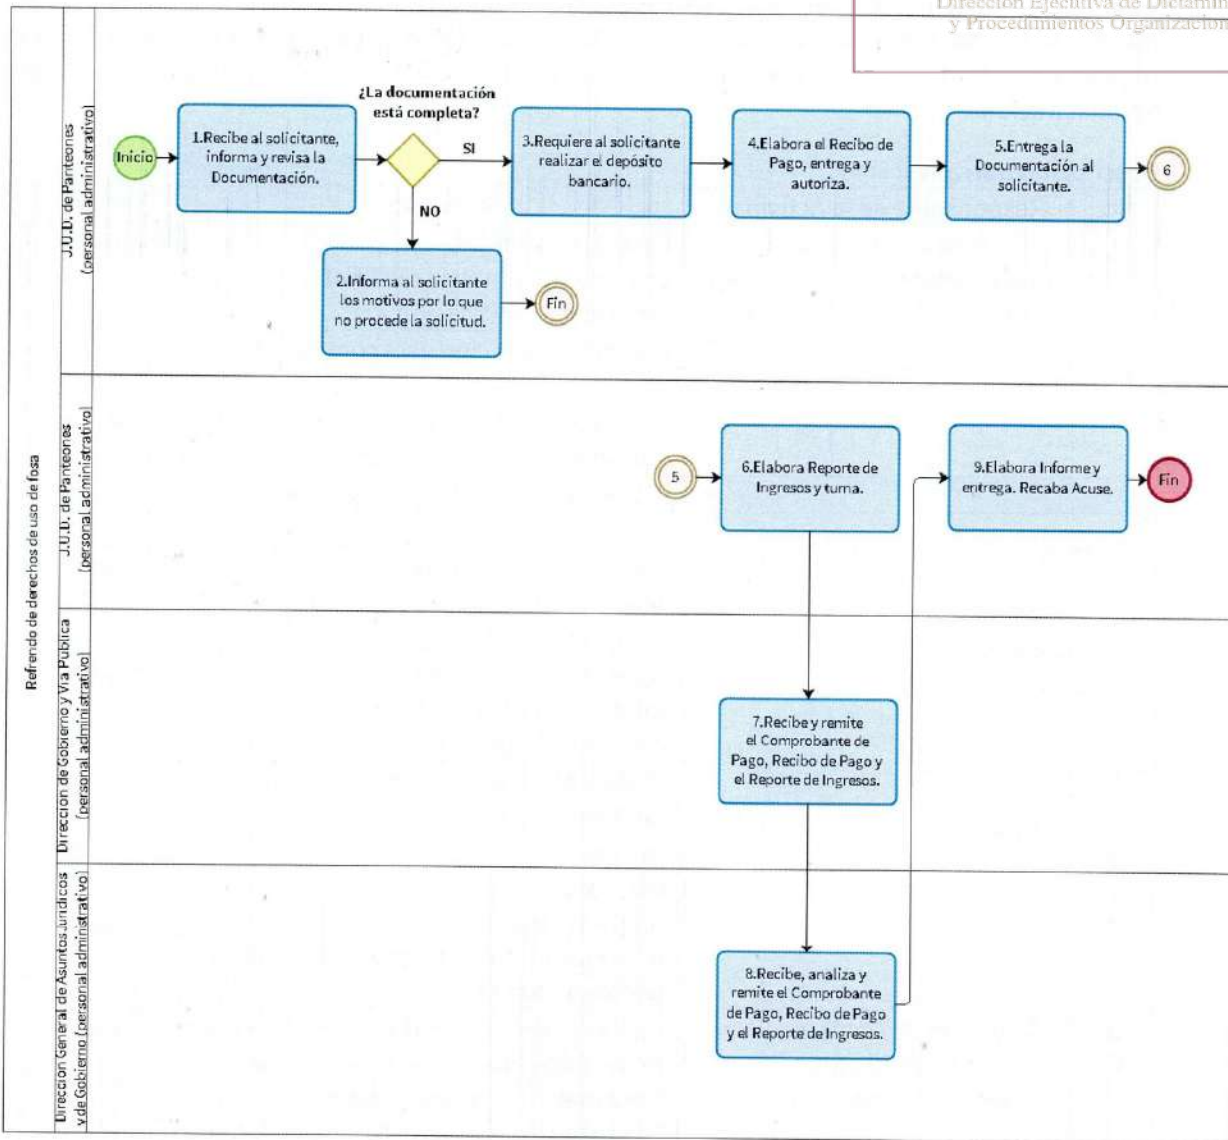 Dirección Ejecutiva de Dictamin
y Procedimientos Organizacion
Refrendo de derechos de uso de fosa
J.U.D. de Panteones
(personal administrativo)
Inicio
1.Recibe al solicitante,
informa y revisa la
Documentación.
¿La documentación
está completa?
SI
NO
2.Informa al solicitante
los motivos por lo que
no procede la solicitud.
Fin
3.Requiere al solicitante
realizar el depósito
bancario.
4.Elabora el Recibo de
Pago, entrega y
autoriza.
5.Entrega la
Documentación al
solicitante.
6
J.U.D. de Panteones
(personal administrativo)
5
6.Elabora Reporte de
Ingresos y turna.
9.Elabora Informe y
entrega. Recaba Acuse.
Fin
Dirección de Gobierno y Vía Pública
(personal administrativo)
7.Recibe y remite
el Comprobante de
Pago, Recibo de Pago y
el Reporte de Ingresos.
Dirección General de Asuntos Jurídicos
y de Gobierno (personal administrativo)
8.Recibe, analiza y
remite el Comprobante
de Pago, Recibo de Pago
y el Reporte de Ingresos.